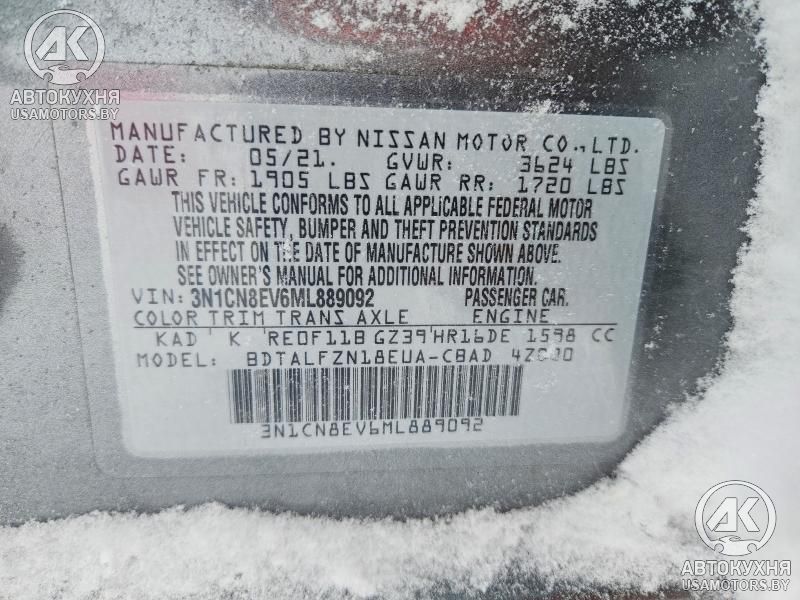 AK
АВТОКУХНЯ
USAMOTORS.BY
MANUFACTURED BY NISSAN MOTOR CO., LTD.
DATE: 05/21. GVWR: 3624 LBS
GAWR FR: 1905 LBS GAWR RR: 1720 LBS
THIS VEHICLE CONFORMS TO ALL APPLICABLE FEDERAL MOTOR
VEHICLE SAFETY, BUMPER AND THEFT PREVENTION STANDARDS
IN EFFECT ON THE DATE OF MANUFACTURE SHOWN ABOVE.
SEE OWNER'S MANUAL FOR ADDITIONAL INFORMATION.
VIN: 3N1CN8EV6ML889092 PASSENGER CAR.
COLOR TRIM TRANS AXLE ENGINE
KAD K RE0F11B GZ39 HR16DE 1598 CC
MODEL: BDTALFZN18EUA-CBAD
3N1CN8EV6ML889092
AK
АВТОКУХНЯ
USAMOTORS.BY